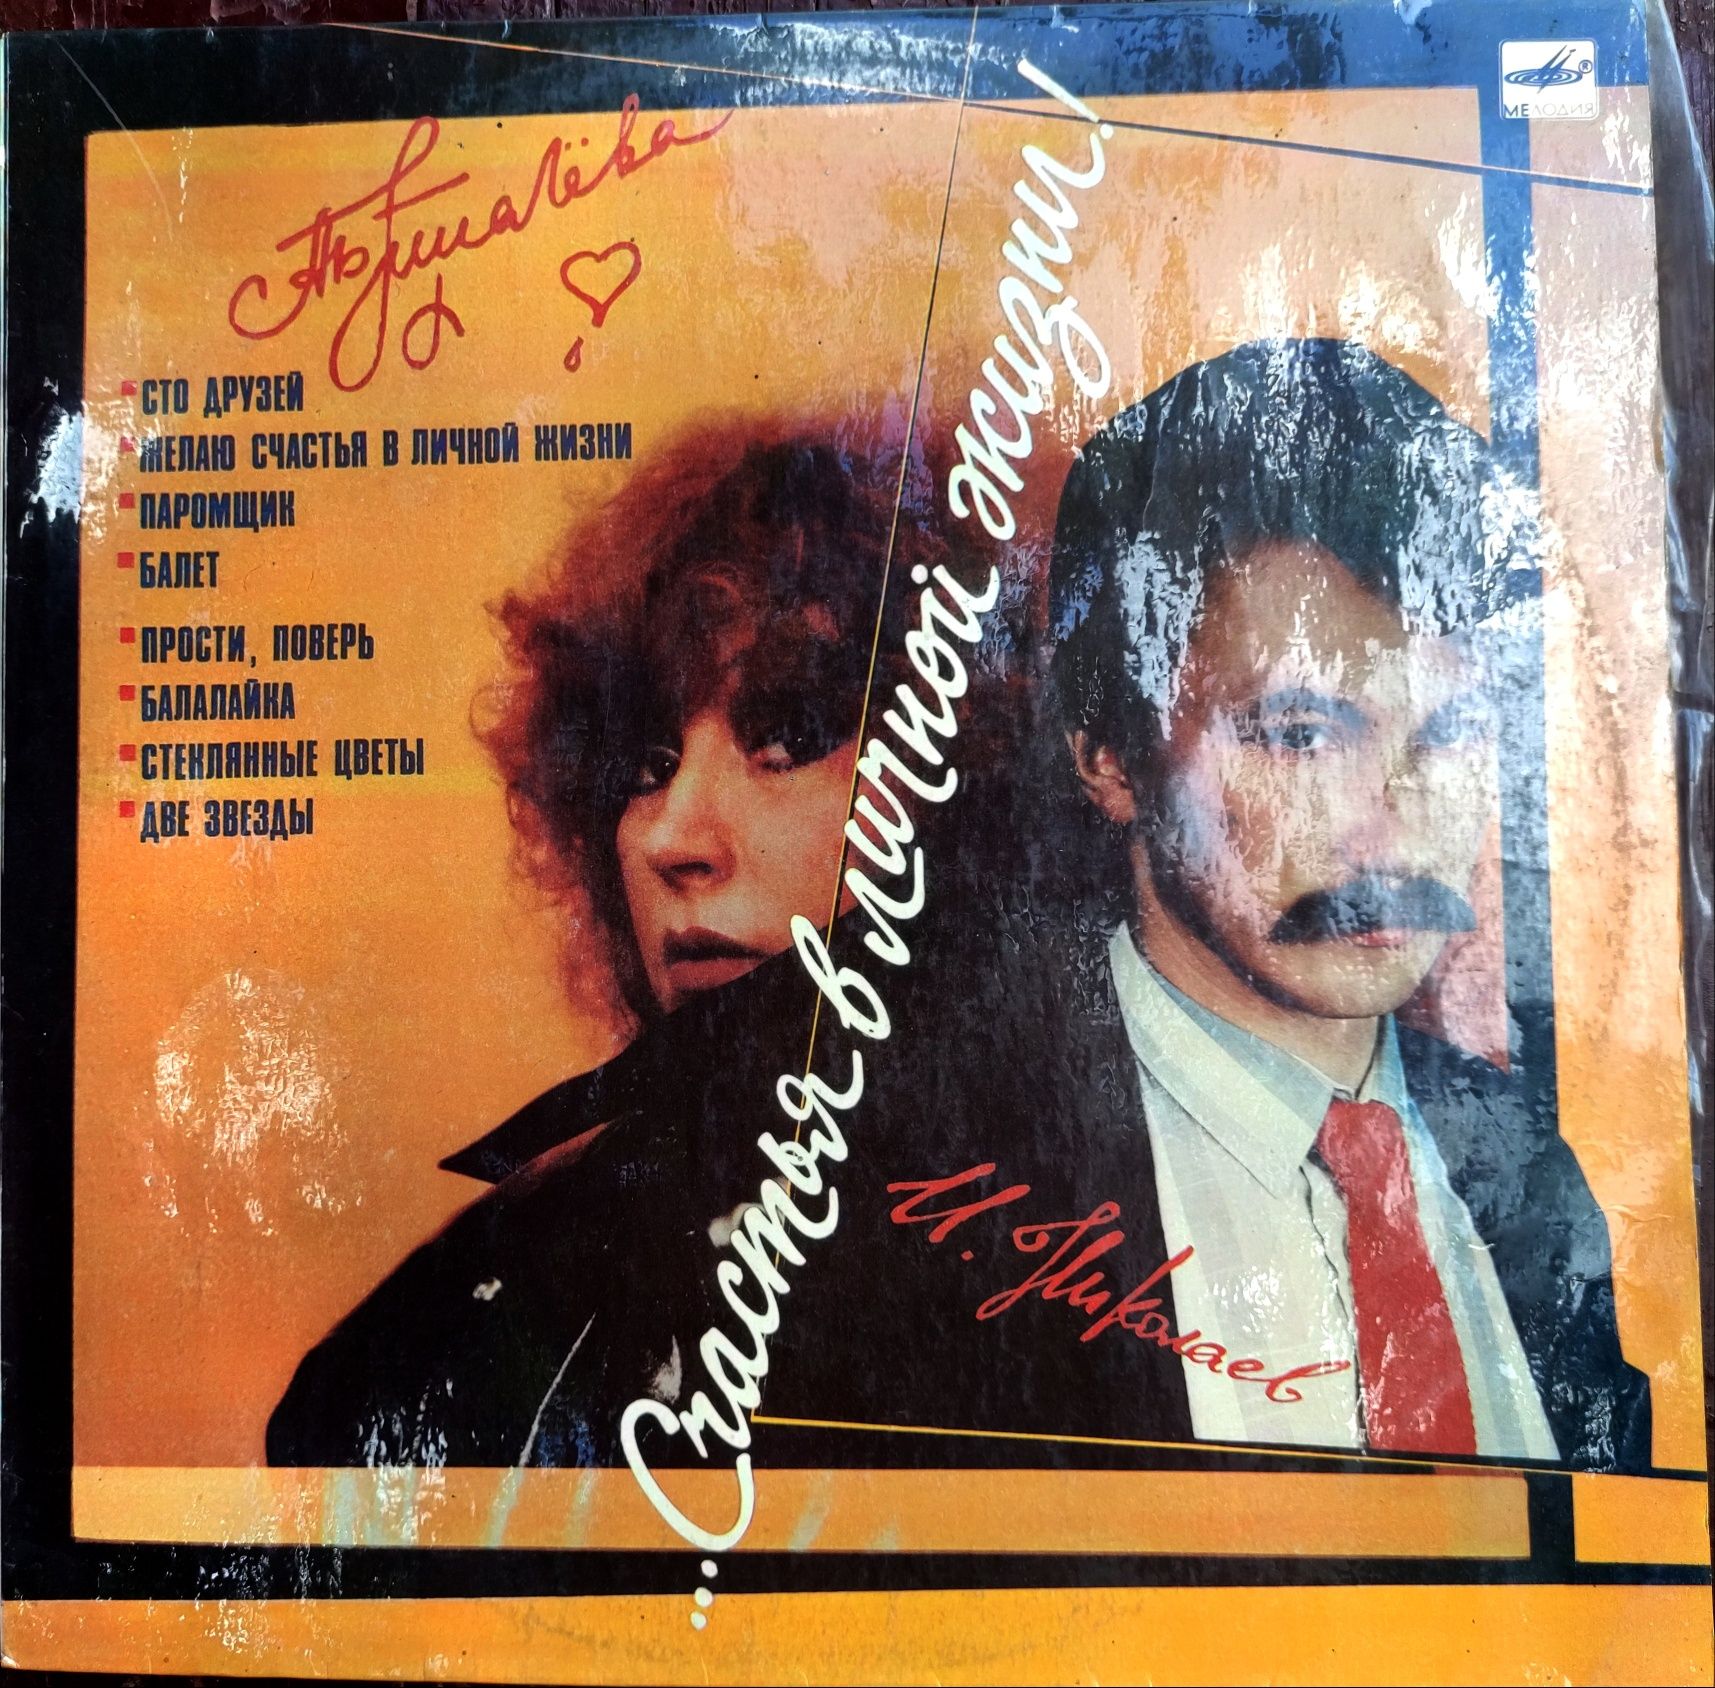 МЕЛОДИЯ
А Пугачёва
СТО ДРУЗЕЙ
ЖЕЛАЮ СЧАСТЬЯ В ЛИЧНОЙ ЖИЗНИ
ПАРОМЩИК
БАЛЕТ
ПРОСТИ, ПОВЕРЬ
БАЛАЛАЙКА
СТЕКЛЯННЫЕ ЦВЕТЫ
ДВЕ ЗВЕЗДЫ
...Счастья в личной жизни!
И. Николаев